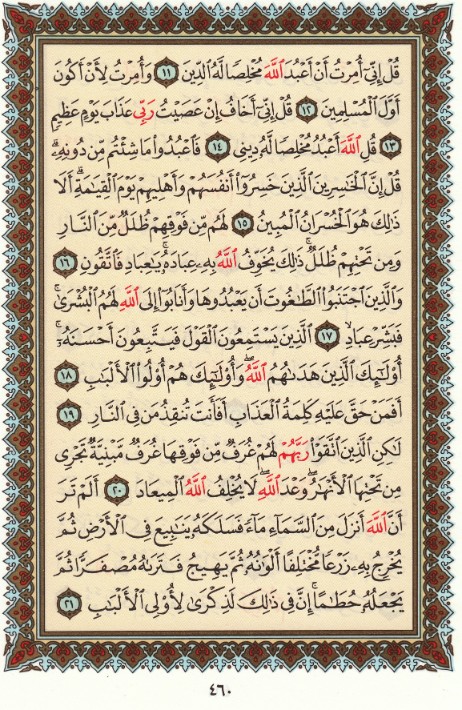 قُلْ إِنِّىٓ أُمِرْتُ أَنْ أَعْبُدَ ٱللَّهَ مُخْلِصًا لَّهُ ٱلدِّينَ ١١ وَأُمِرْتُ لِأَنْ أَكُونَ
أَوَّلَ ٱلْمُسْلِمِينَ ١٢ قُلْ إِنِّىٓ أَخَافُ إِنْ عَصَيْتُ رَبِّى عَذَابَ يَوْمٍ عَظِيمٍ
١٣ قُلِ ٱللَّهَ أَعْبُدُ مُخْلِصًا لَّهُۥ دِينِى ١٤ فَٱعْبُدُوا۟ مَا شِئْتُم مِّن دُونِهِۦۗ
قُلْ إِنَّ ٱلْخَٰسِرِينَ ٱلَّذِينَ خَسِرُوٓا۟ أَنفُسَهُمْ وَأَهْلِيهِمْ يَوْمَ ٱلْقِيَٰمَةِۗ أَلَا
ذَٰلِكَ هُوَ ٱلْخُسْرَانُ ٱلْمُبِينُ ١٥ لَهُم مِّن فَوْقِهِمْ ظُلَلٌ مِّنَ ٱلنَّارِ
وَمِن تَحْتِهِمْ ظُلَلٌۚ ذَٰلِكَ يُخَوِّفُ ٱللَّهُ بِهِۦ عِبَادَهُۥۚ يَٰعِبَادِ فَٱتَّقُونِ ١٦
وَٱلَّذِينَ ٱجْتَنَبُوا۟ ٱلطَّٰغُوتَ أَن يَعْبُدُوهَا وَأَنَابُوٓا۟ إِلَى ٱللَّهِ لَهُمُ ٱلْبُشْرَىٰۚ
فَبَشِّرْ عِبَادِ ١٧ ٱلَّذِينَ يَسْتَمِعُونَ ٱلْقَوْلَ فَيَتَّبِعُونَ أَحْسَنَهُۥٓۚ
أُو۟لَٰٓئِكَ ٱلَّذِينَ هَدَىٰهُمُ ٱللَّهُۖ وَأُو۟لَٰٓئِكَ هُمْ أُو۟لُوا۟ ٱلْأَلْبَٰبِ ١٨
أَفَمَنْ حَقَّ عَلَيْهِ كَلِمَةُ ٱلْعَذَابِ أَفَأَنتَ تُنقِذُ مَن فِى ٱلنَّارِ ١٩
لَٰكِنِ ٱلَّذِينَ ٱتَّقَوْا۟ رَبَّهُمْ لَهُمْ غُرَفٌ مِّن فَوْقِهَا غُرَفٌ مَّبْنِيَّةٌ تَجْرِى
مِن تَحْتِهَا ٱلْأَنْهَٰرُۖ وَعْدَ ٱللَّهِۖ لَا يُخْلِفُ ٱللَّهُ ٱلْمِيعَادَ ٢٠ أَلَمْ تَرَ
أَنَّ ٱللَّهَ أَنزَلَ مِنَ ٱلسَّمَآءِ مَآءً فَسَلَكَهُۥ يَنَٰبِيعَ فِى ٱلْأَرْضِ ثُمَّ
يُخْرِجُ بِهِۦ زَرْعًا مُّخْتَلِفًا أَلْوَٰنُهُۥ ثُمَّ يَهِيجُ فَتَرَىٰهُ مُصْفَرًّا ثُمَّ
يَجْعَلُهُۥ حُطَٰمًاۚ إِنَّ فِى ذَٰلِكَ لَذِكْرَىٰ لِأُو۟لِى ٱلْأَلْبَٰبِ ٢١
٤٦٠